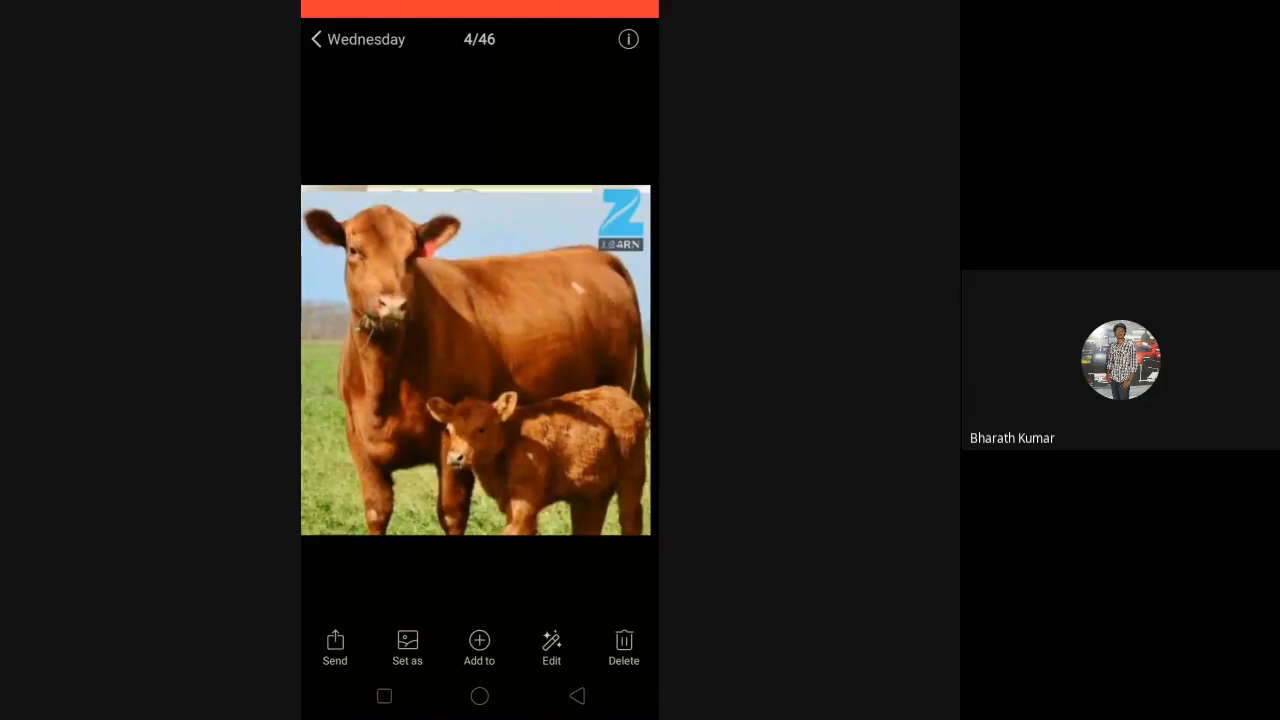 Wednesday
4/46
Z
LEARN
Bharath Kumar
Send
Set as
Add to
Edit
Delete